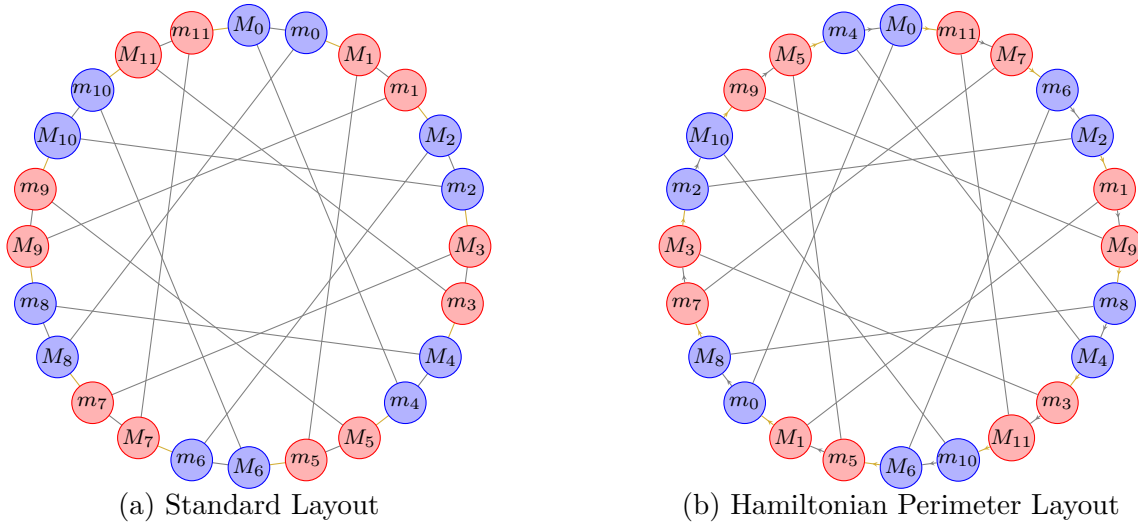 M₀
m₀
M₁
m₁
M₂
m₂
M₃
m₃
M₄
m₄
M₅
m₅
M₆
m₆
M₇
m₇
M₈
m₈
M₉
m₉
M₁₀
m₁₀
M₁₁
m₁₁
(a) Standard Layout
M₀
m₁₁
M₇
m₆
M₂
m₁
M₉
m₈
M₄
m₃
M₁₁
m₁₀
M₆
m₅
M₁
m₀
M₈
m₇
M₃
m₂
M₁₀
m₉
M₅
m₄
(b) Hamiltonian Perimeter Layout